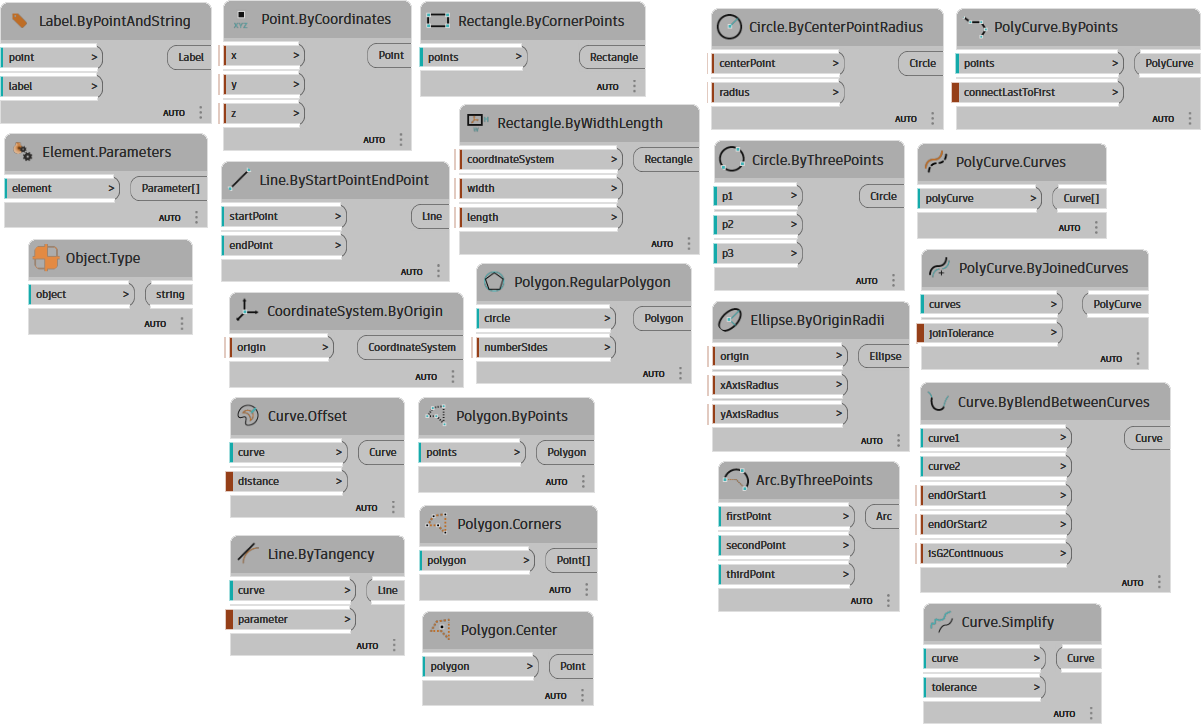 Label.ByPointAndString
point >
Label
label >
AUTO
Element.Parameters
element >
Parameter[]
AUTO
Object.Type
object >
string
AUTO
Point.ByCoordinates
XYZ
x >
Point
y >
z >
AUTO
Line.ByStartPointEndPoint
startPoint >
Line
endPoint >
AUTO
CoordinateSystem.ByOrigin
origin >
CoordinateSystem
AUTO
Curve.Offset
curve >
Curve
distance >
AUTO
Line.ByTangency
curve >
Line
parameter >
AUTO
Rectangle.ByCornerPoints
points >
Rectangle
AUTO
Rectangle.ByWidthLength
coordinateSystem >
Rectangle
width >
length >
AUTO
Polygon.RegularPolygon
circle >
Polygon
numberSides >
AUTO
Polygon.ByPoints
points >
Polygon
AUTO
Polygon.Corners
polygon >
Point[]
AUTO
Polygon.Center
polygon >
Point
AUTO
Circle.ByCenterPointRadius
centerPoint >
Circle
radius >
AUTO
Circle.ByThreePoints
p1 >
Circle
p2 >
p3 >
AUTO
Ellipse.ByOriginRadii
origin >
Ellipse
xAxisRadius >
yAxisRadius >
AUTO
Arc.ByThreePoints
firstPoint >
Arc
secondPoint >
thirdPoint >
AUTO
PolyCurve.ByPoints
points >
PolyCurve
connectLastToFirst >
AUTO
PolyCurve.Curves
polyCurve >
Curve[]
AUTO
PolyCurve.ByJoinedCurves
curves >
PolyCurve
joinTolerance >
AUTO
Curve.ByBlendBetweenCurves
curve1 >
Curve
curve2 >
endOrStart1 >
endOrStart2 >
isG2Continuous >
AUTO
Curve.Simplify
curve >
Curve
tolerance >
AUTO